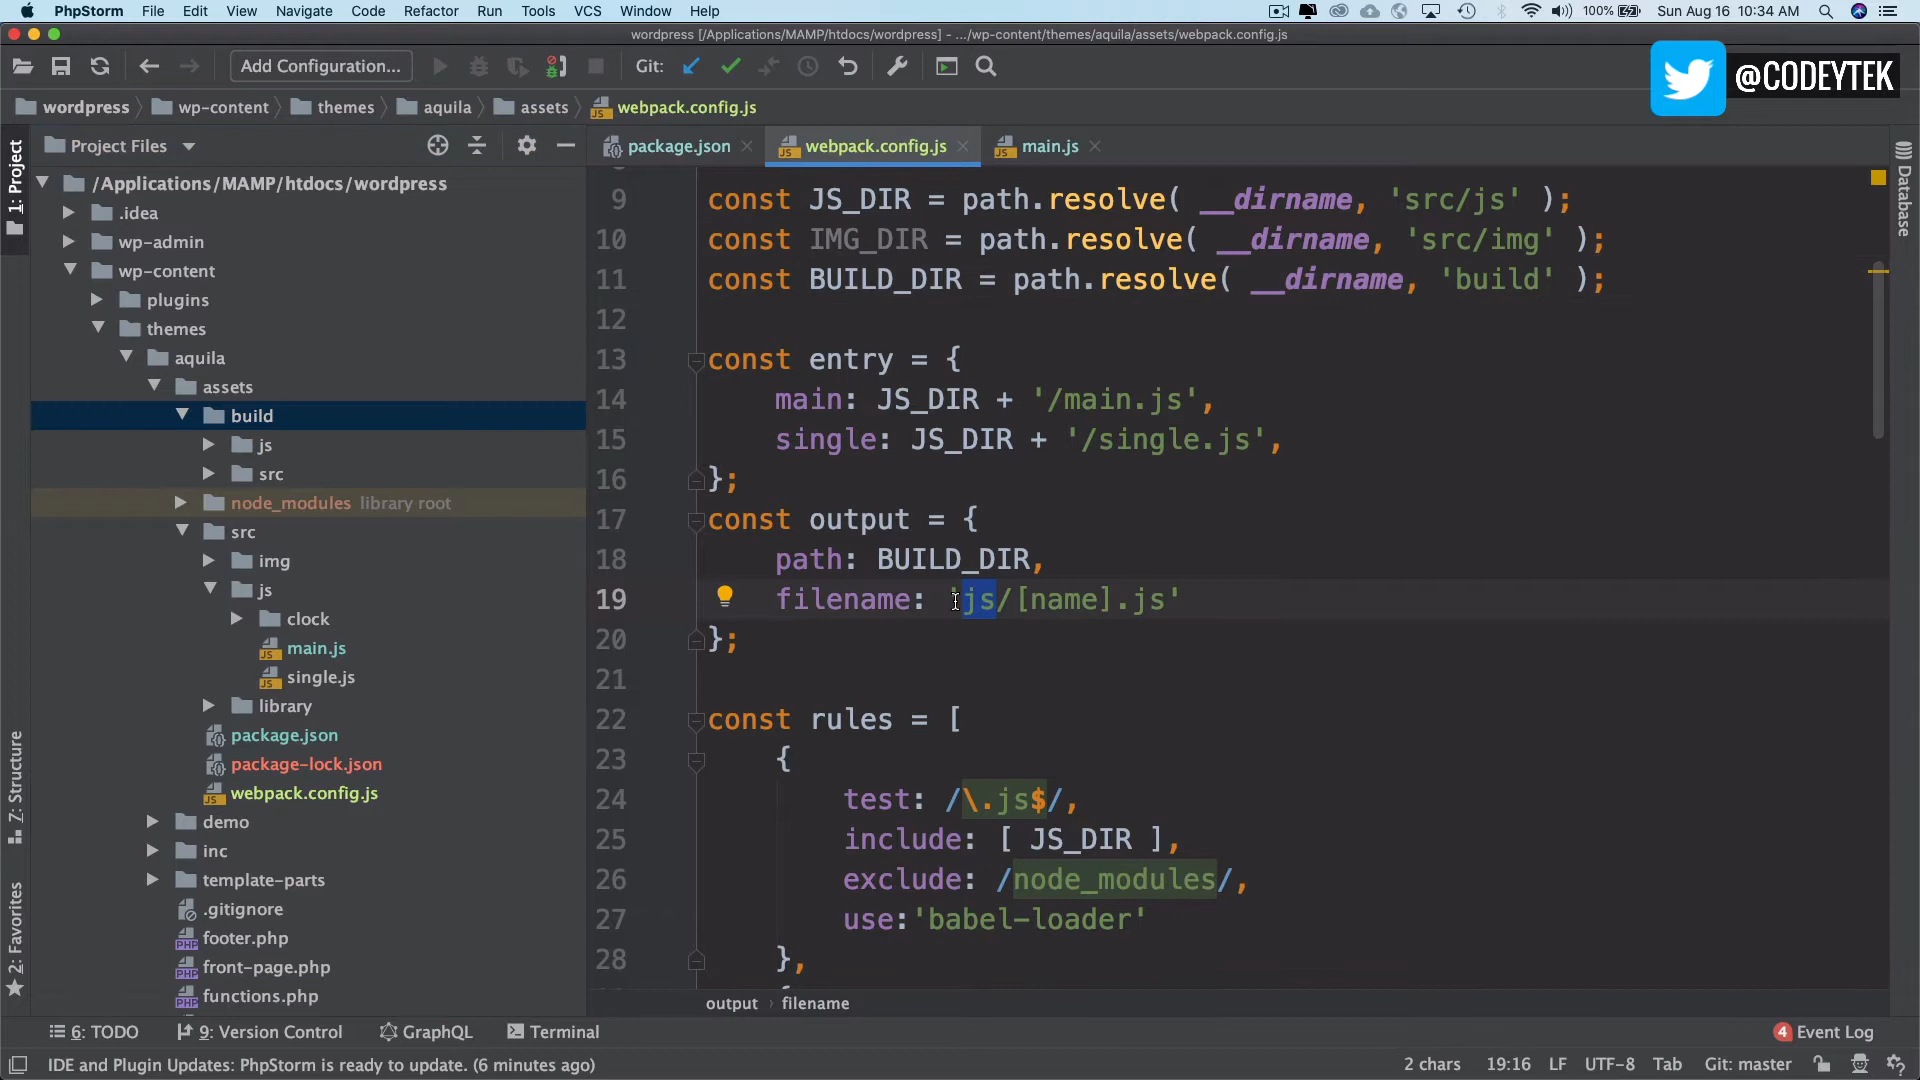 PhpStorm File Edit View Navigate Code Refactor Run Tools VCS Window Help 100% Sun Aug 16 10:34 AM
wordpress [/Applications/MAMP/htdocs/wordpress] - .../wp-content/themes/aquila/assets/webpack.config.js
Add Configuration... Git: @CODEYTEK
wordpress wp-content themes aquila assets webpack.config.js
Project Files package.json webpack.config.js main.js
1: Project
Z: Structure
2: Favorites
Database
/Applications/MAMP/htdocs/wordpress
.idea
wp-admin
wp-content
plugins
themes
aquila
assets
build
js
src
node_modules library root
src
img
js
clock
main.js
single.js
library
package.json
package-lock.json
webpack.config.js
demo
inc
template-parts
.gitignore
footer.php
front-page.php
functions.php
9 const JS_DIR = path.resolve( __dirname, 'src/js' );
10 const IMG_DIR = path.resolve( __dirname, 'src/img' );
11 const BUILD_DIR = path.resolve( __dirname, 'build' );
12
13 const entry = {
14 main: JS_DIR + '/main.js',
15 single: JS_DIR + '/single.js',
16 };
17 const output = {
18 path: BUILD_DIR,
19 filename: 'js/[name].js'
20 };
21
22 const rules = [
23 {
24 test: /\.js$/,
25 include: [ JS_DIR ],
26 exclude: /node_modules/,
27 use:'babel-loader'
28 },
output › filename
6: TODO 9: Version Control GraphQL Terminal 4 Event Log
IDE and Plugin Updates: PhpStorm is ready to update. (6 minutes ago) 2 chars 19:16 LF UTF-8 Tab Git: master